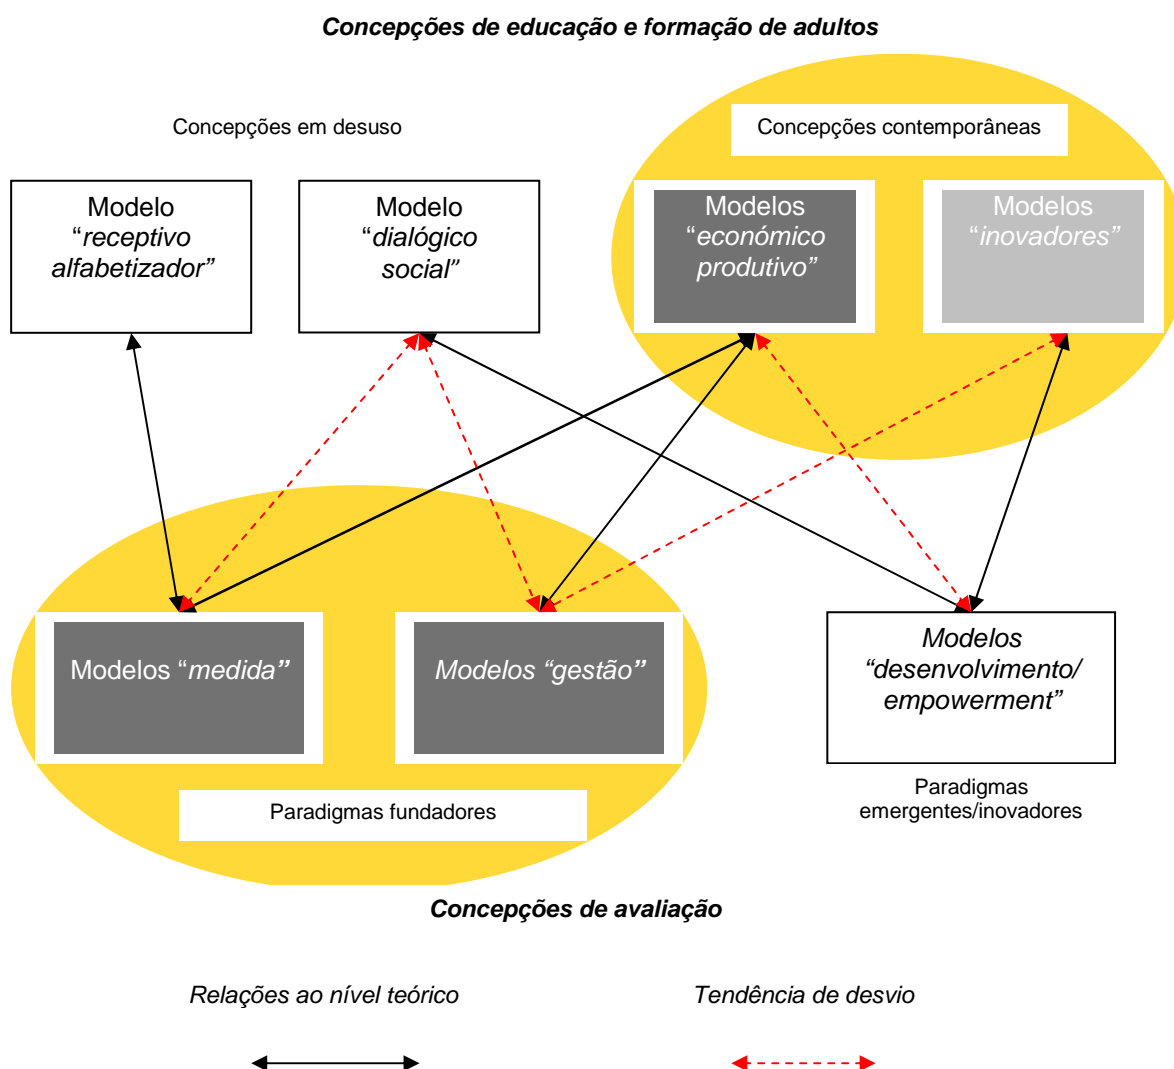 Concepções de educação e formação de adultos
Concepções em desuso
Concepções contemporâneas
Modelo
“receptivo
alfabetizador”
Modelo
“dialógico
social”
Modelos
“económico
produtivo”
Modelos
“inovadores”
Modelos “medida”
Modelos “gestão”
Modelos
“desenvolvimento/
empowerment”
Paradigmas fundadores
Paradigmas
emergentes/inovadores
Concepções de avaliação
Relações ao nível teórico
Tendência de desvio